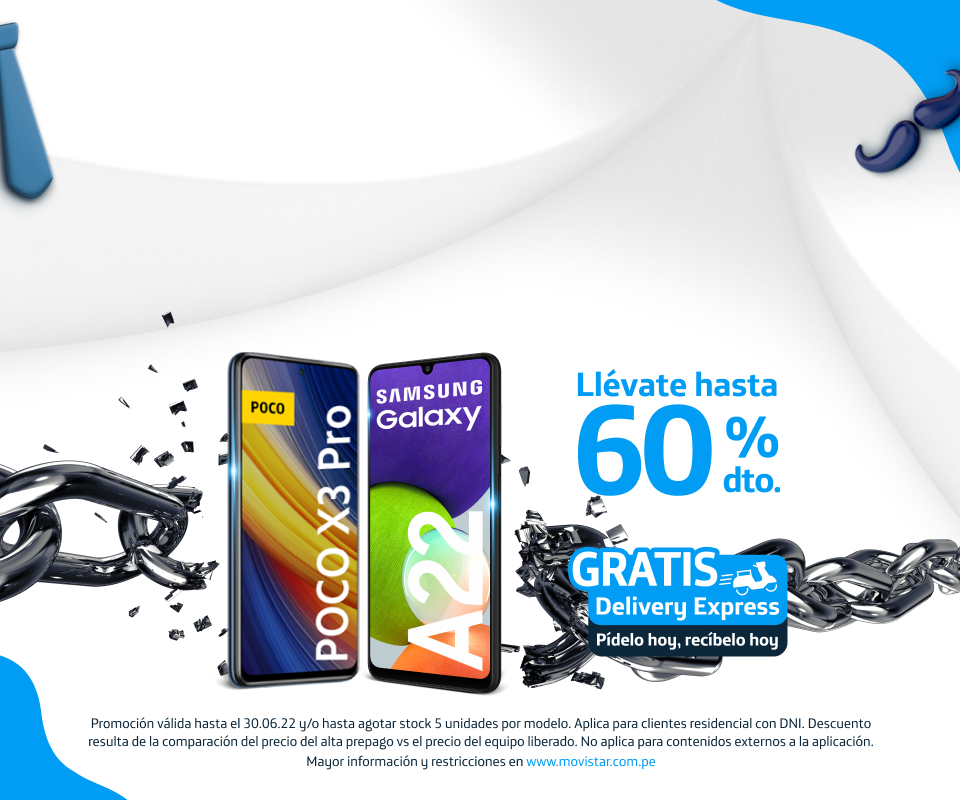 POCO
POCO X3 Pro
SAMSUNG
Galaxy
A22
Llévate hasta
60 %
dto.
GRATIS
Delivery Express
Pídelo hoy, recíbelo hoy
Promoción válida hasta el 30.06.22 y/o hasta agotar stock 5 unidades por modelo. Aplica para clientes residencial con DNI. Descuento
resulta de la comparación del precio del alta prepago vs el precio del equipo liberado. No aplica para contenidos externos a la aplicación.
Mayor información y restricciones en www.movistar.com.pe